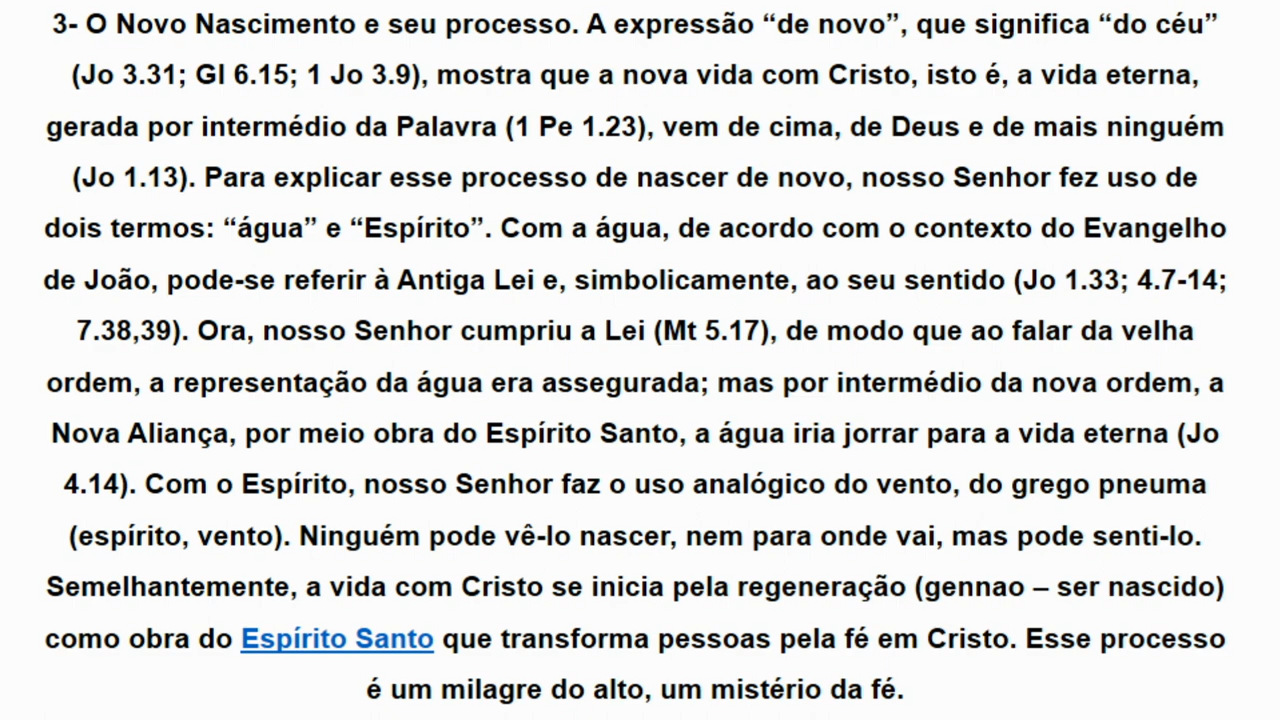 3- O Novo Nascimento e seu processo. A expressão “de novo”, que significa “do céu”
(Jo 3.31; Gl 6.15; 1 Jo 3.9), mostra que a nova vida com Cristo, isto é, a vida eterna,
gerada por intermédio da Palavra (1 Pe 1.23), vem de cima, de Deus e de mais ninguém
(Jo 1.13). Para explicar esse processo de nascer de novo, nosso Senhor fez uso de
dois termos: “água” e “Espírito”. Com a água, de acordo com o contexto do Evangelho
de João, pode-se referir à Antiga Lei e, simbolicamente, ao seu sentido (Jo 1.33; 4.7-14;
7.38,39). Ora, nosso Senhor cumpriu a Lei (Mt 5.17), de modo que ao falar da velha
ordem, a representação da água era assegurada; mas por intermédio da nova ordem, a
Nova Aliança, por meio obra do Espírito Santo, a água iria jorrar para a vida eterna (Jo
4.14). Com o Espírito, nosso Senhor faz o uso analógico do vento, do grego pneuma
(espírito, vento). Ninguém pode vê-lo nascer, nem para onde vai, mas pode senti-lo.
Semelhantemente, a vida com Cristo se inicia pela regeneração (gennao – ser nascido)
como obra do Espírito Santo que transforma pessoas pela fé em Cristo. Esse processo
é um milagre do alto, um mistério da fé.